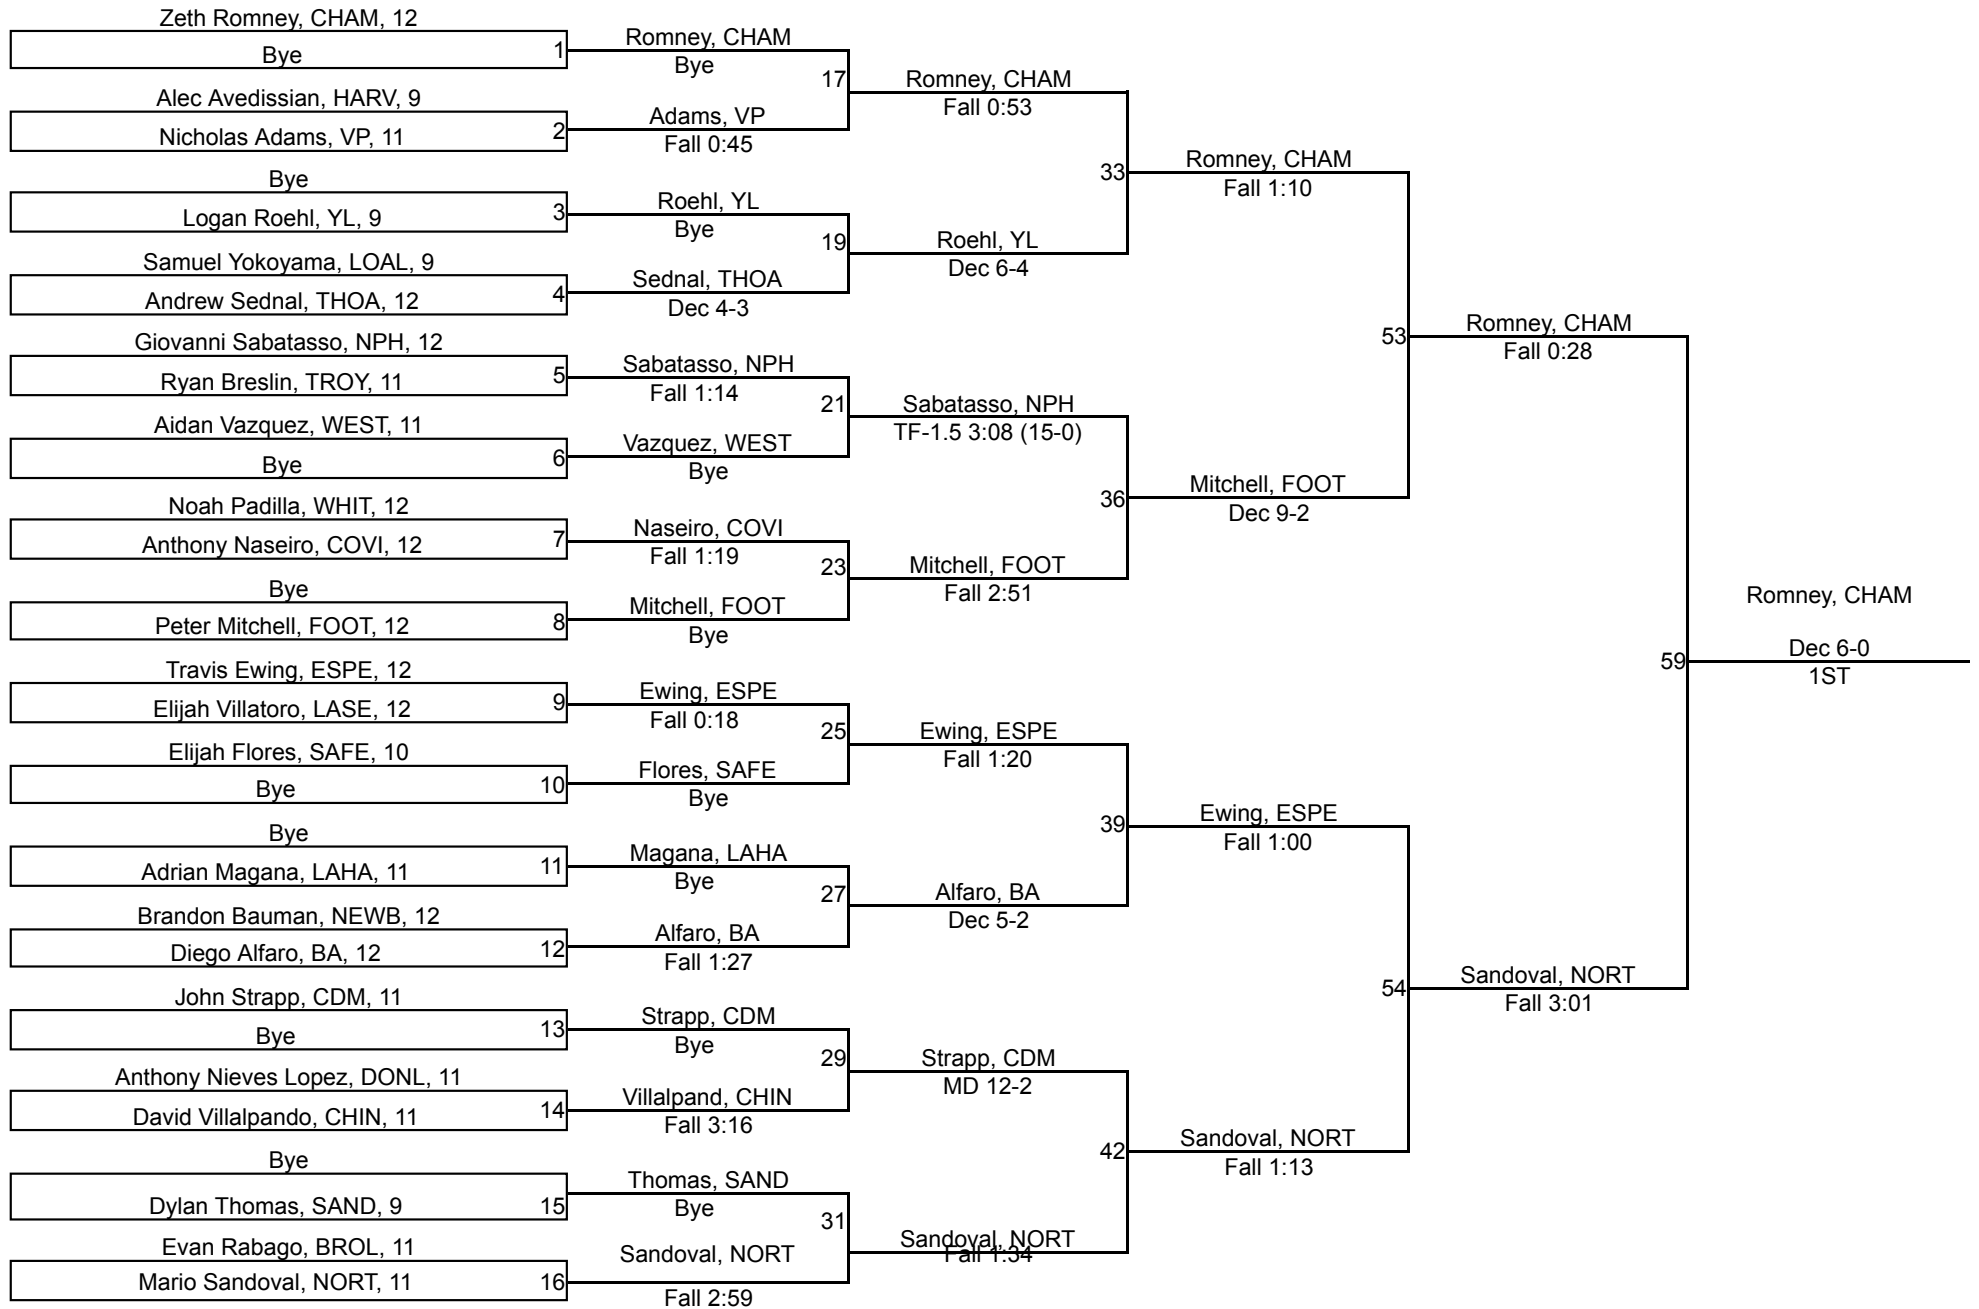 Zeth Romney, CHAM, 12
Bye
1
Alec Avedissian, HARV, 9
Nicholas Adams, VP, 11
2
Bye
Logan Roehl, YL, 9
3
Samuel Yokoyama, LOAL, 9
Andrew Sednal, THOA, 12
4
Giovanni Sabatasso, NPH, 12
Ryan Breslin, TROY, 11
5
Aidan Vazquez, WEST, 11
Bye
6
Noah Padilla, WHIT, 12
Anthony Naseiro, COVI, 12
7
Bye
Peter Mitchell, FOOT, 12
8
Travis Ewing, ESPE, 12
Elijah Villatoro, LASE, 12
9
Elijah Flores, SAFE, 10
Bye
10
Bye
Adrian Magana, LAHA, 11
11
Brandon Bauman, NEWB, 12
Diego Alfaro, BA, 12
12
John Strapp, CDM, 11
Bye
13
Anthony Nieves Lopez, DONL, 11
David Villalpando, CHIN, 11
14
Bye
Dylan Thomas, SAND, 9
15
Evan Rabago, BROL, 11
Mario Sandoval, NORT, 11
16
Romney, CHAM
Bye
17
Adams, VP
Fall 0:45
Roehl, YL
Bye
19
Sednal, THOA
Dec 4-3
Sabatasso, NPH
Fall 1:14
21
Vazquez, WEST
Bye
Naseiro, COVI
Fall 1:19
23
Mitchell, FOOT
Bye
Ewing, ESPE
Fall 0:18
25
Flores, SAFE
Bye
Magana, LAHA
Bye
27
Alfaro, BA
Fall 1:27
Strapp, CDM
Bye
29
Villalpand, CHIN
Fall 3:16
Thomas, SAND
Bye
31
Sandoval, NORT
Fall 2:59
Romney, CHAM
Fall 0:53
33
Roehl, YL
Dec 6-4
Sabatasso, NPH
TF-1.5 3:08 (15-0)
36
Mitchell, FOOT
Fall 2:51
Ewing, ESPE
Fall 1:20
39
Alfaro, BA
Dec 5-2
Strapp, CDM
MD 12-2
42
Sandoval, NORT
Fall 1:34
Romney, CHAM
Fall 1:10
53
Mitchell, FOOT
Dec 9-2
Ewing, ESPE
Fall 1:00
54
Sandoval, NORT
Fall 1:13
Romney, CHAM
Fall 0:28
59
Sandoval, NORT
Fall 3:01
Romney, CHAM
Dec 6-0
1ST